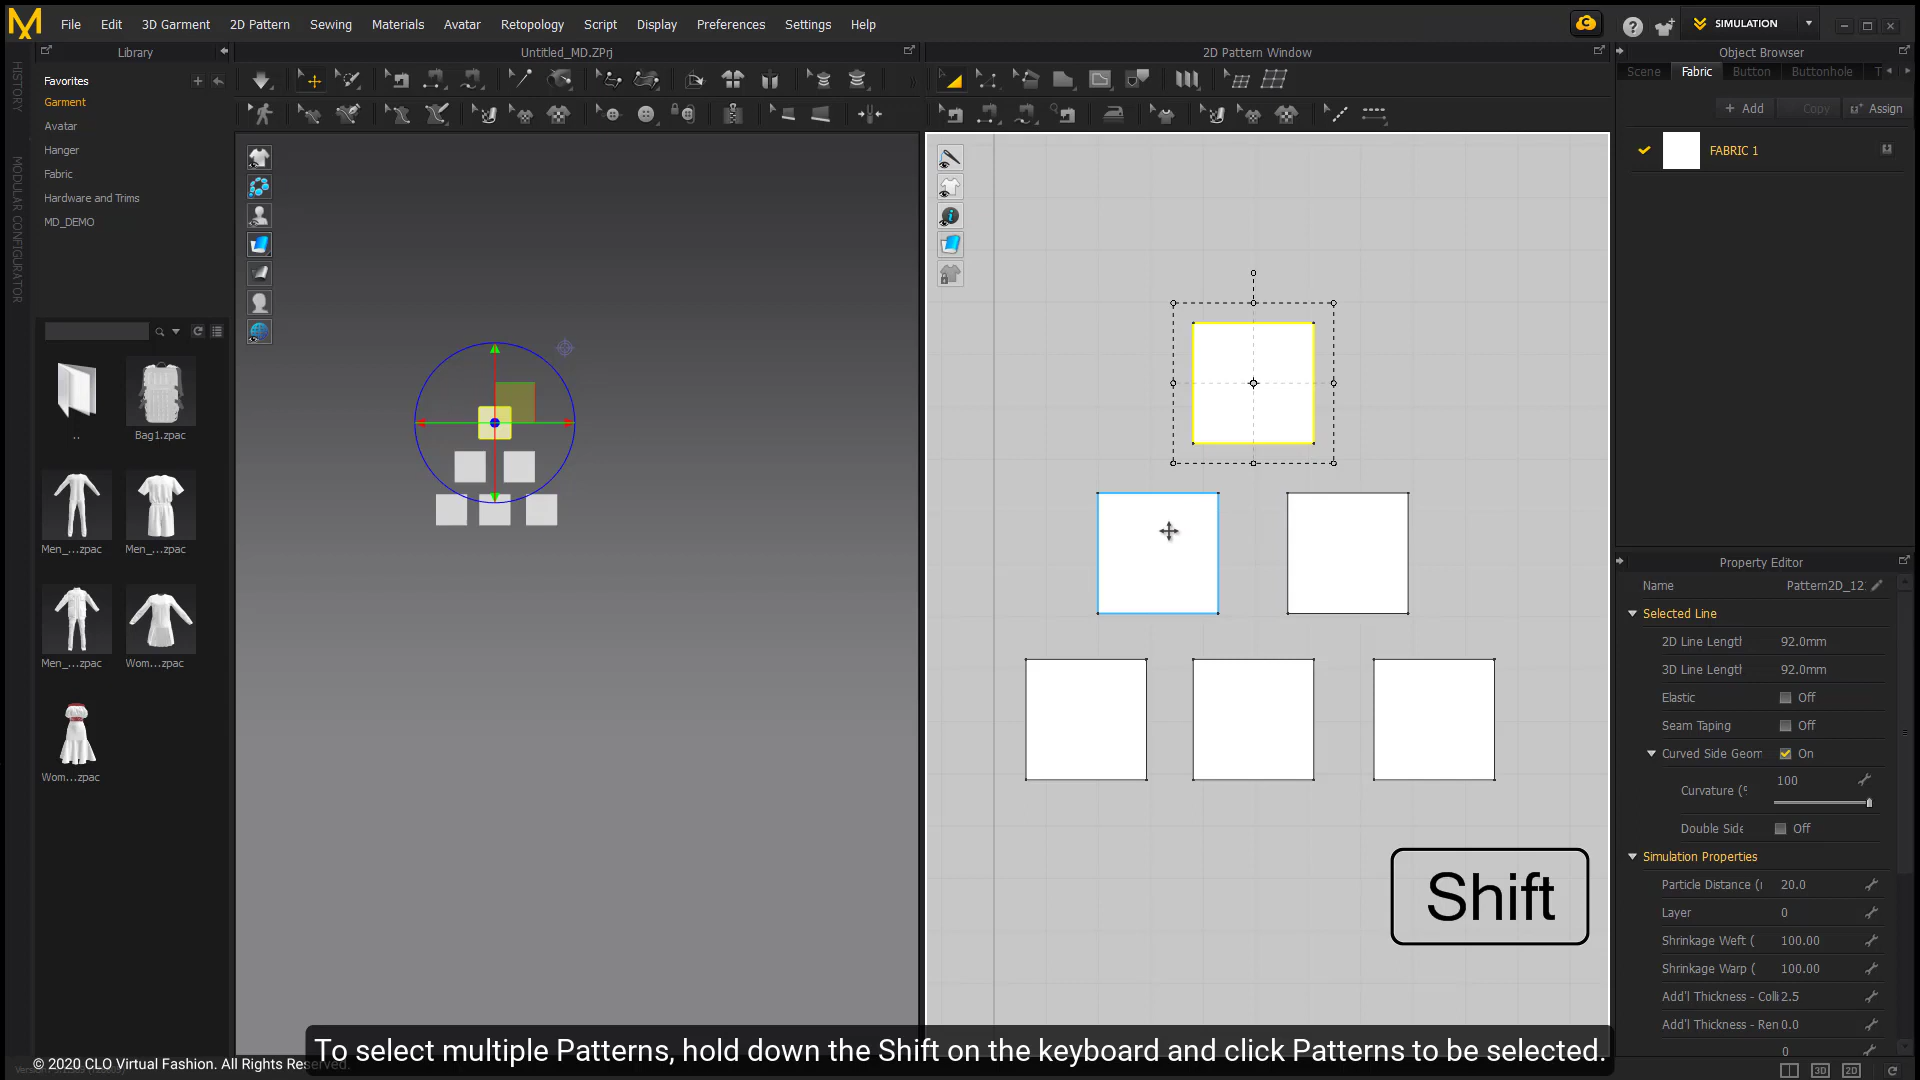 File Edit 3D Garment 2D Pattern Sewing Materials Avatar Retopology Script Display Preferences Settings Help
SIMULATION
Library
Untitled_MD.ZPrj
2D Pattern Window
Object Browser
HISTORY
MODULAR CONFIGURATOR
Favorites
Garment
Avatar
Hanger
Fabric
Hardware and Trims
MD_DEMO
..
Bag1.zpac
Men_...zpac
Men_...zpac
Men_...zpac
Wom...zpac
Wom...zpac
Scene Fabric Button Buttonhole T
+ Add Copy Assign
FABRIC 1
Property Editor
Name Pattern2D_12
Selected Line
2D Line Length 92.0mm
3D Line Length 92.0mm
Elastic Off
Seam Taping Off
Curved Side Geom On
Curvature (% 100
Double Side Off
Simulation Properties
Particle Distance (r 20.0
Layer 0
Shrinkage Weft ( 100.00
Shrinkage Warp ( 100.00
Add'l Thickness - Colli 2.5
Add'l Thickness - Ren 0.0
0
3D 2D
Shift
To select multiple Patterns, hold down the Shift on the keyboard and click Patterns to be selected.
© 2020 CLO Virtual Fashion. All Rights Reserved.